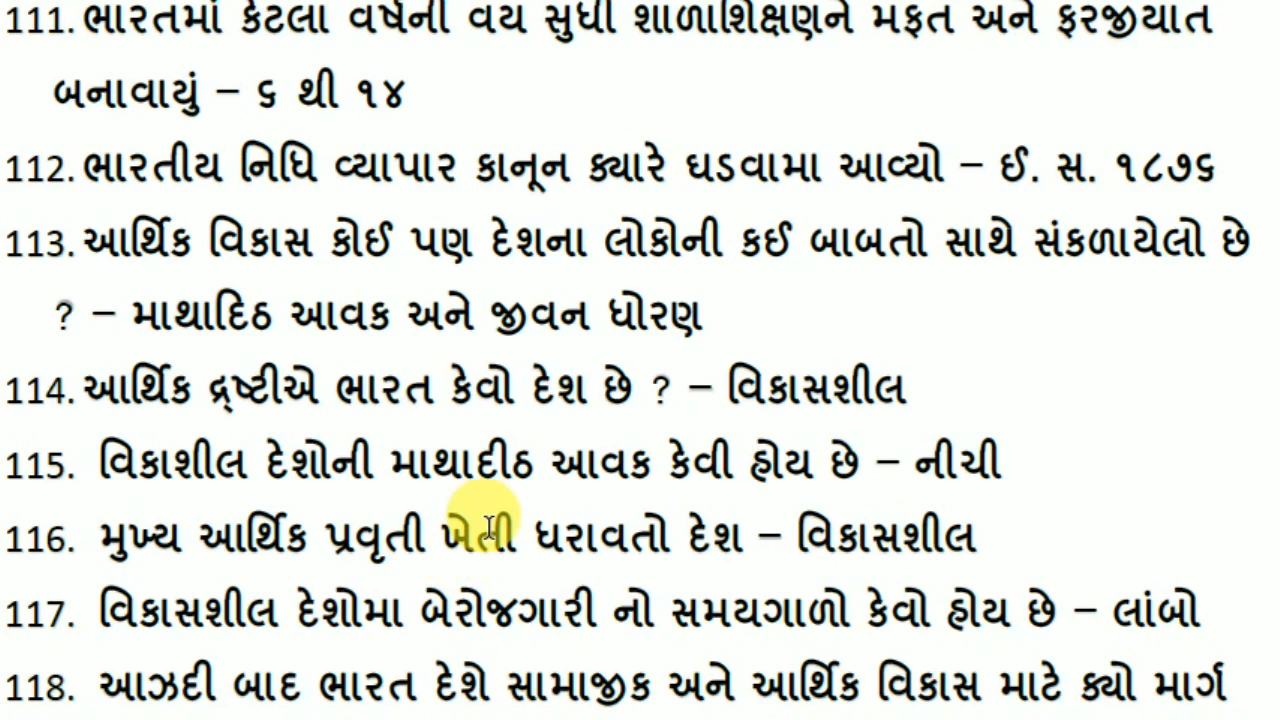 111. ભારતમાં કેટલા વર્ષની વય સુધી શાળાશિક્ષણને મફત અને ફરજીયાત
બનાવાયું – ૬ થી ૧૪
112. ભારતીય નિધિ વ્યાપાર કાનૂન ક્યારે ઘડવામા આવ્યો – ઈ. સ. ૧૮૭૬
113. આર્થિક વિકાસ કોઈ પણ દેશના લોકોની કઈ બાબતો સાથે સંકળાયેલો છે
? – માથાદિઠ આવક અને જીવન ધોરણ
114. આર્થિક દ્રષ્ટીએ ભારત કેવો દેશ છે ? – વિકાસશીલ
115. વિકાશીલ દેશોની માથાદીઠ આવક કેવી હોય છે – નીચી
116. મુખ્ય આર્થિક પ્રવૃતી ખેતી ધરાવતો દેશ – વિકાસશીલ
117. વિકાસશીલ દેશોમા બેરોજગારી નો સમયગાળો કેવો હોય છે – લાંબો
118. આઝદી બાદ ભારત દેશે સામાજીક અને આર્થિક વિકાસ માટે ક્યો માર્ગ